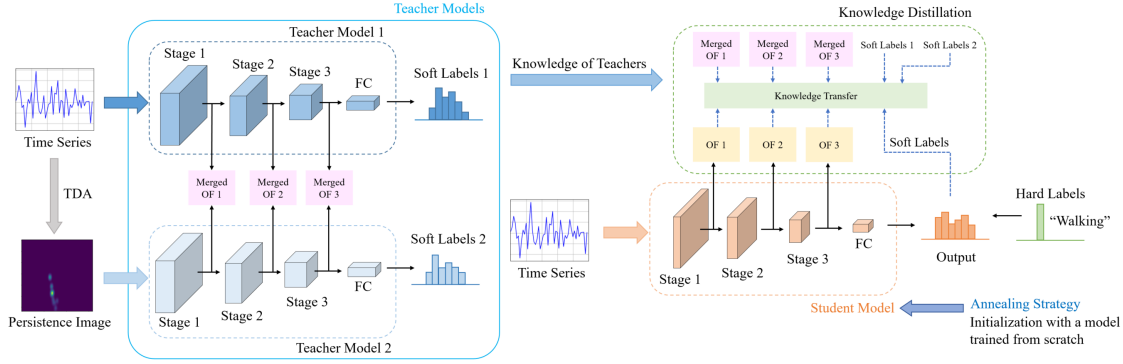 Teacher Models
Teacher Model 1
Stage 1
Stage 2
Stage 3
FC
Soft Labels 1
Time Series
TDA
Merged
OF 1
Merged
OF 2
Merged
OF 3
Persistence Image
Stage 1
Stage 2
Stage 3
FC
Soft Labels 2
Teacher Model 2
Knowledge of Teachers
Knowledge Distillation
Merged
OF 1
Merged
OF 2
Merged
OF 3
Soft Labels 1
Soft Labels 2
Knowledge Transfer
OF 1
OF 2
OF 3
Soft Labels
Time Series
Stage 1
Stage 2
Stage 3
FC
Output
Hard Labels
“Walking”
Student Model
Annealing Strategy
Initialization with a model
trained from scratch